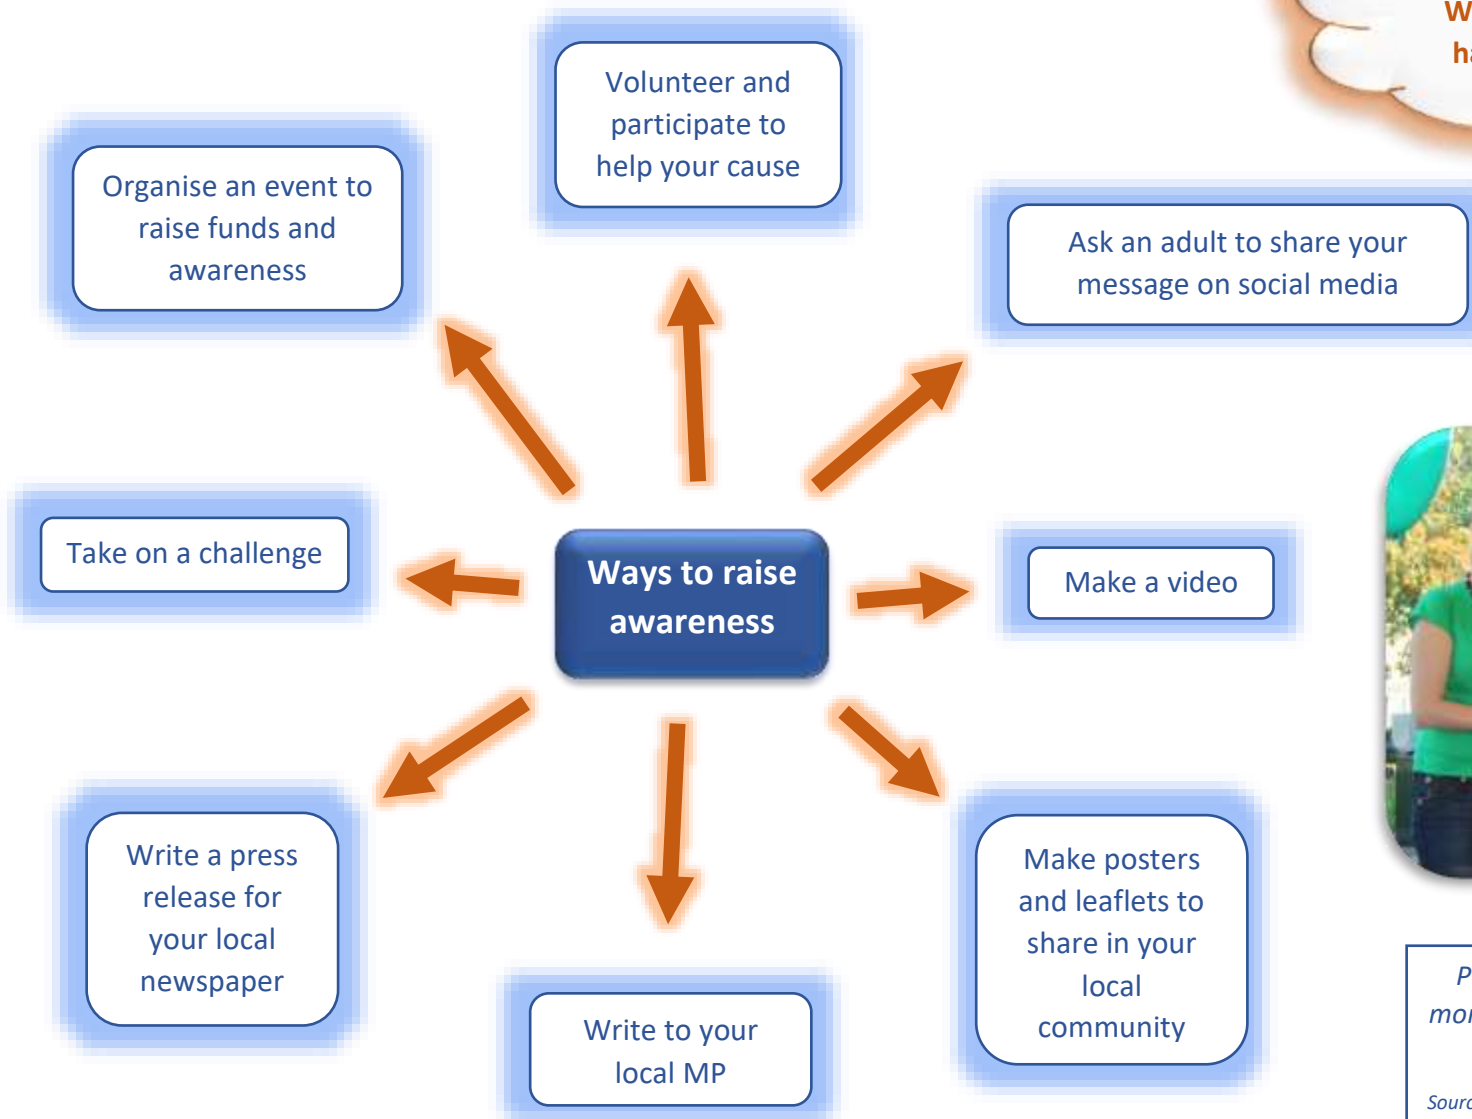 Volunteer and
participate to
help your cause
Organise an event to
raise funds and
awareness
Ask an adult to share your
message on social media
Take on a challenge
Ways to raise
awareness
Make a video
Write a press
release for
your local
newspaper
Write to your
local MP
Make posters
and leaflets to
share in your
local
community